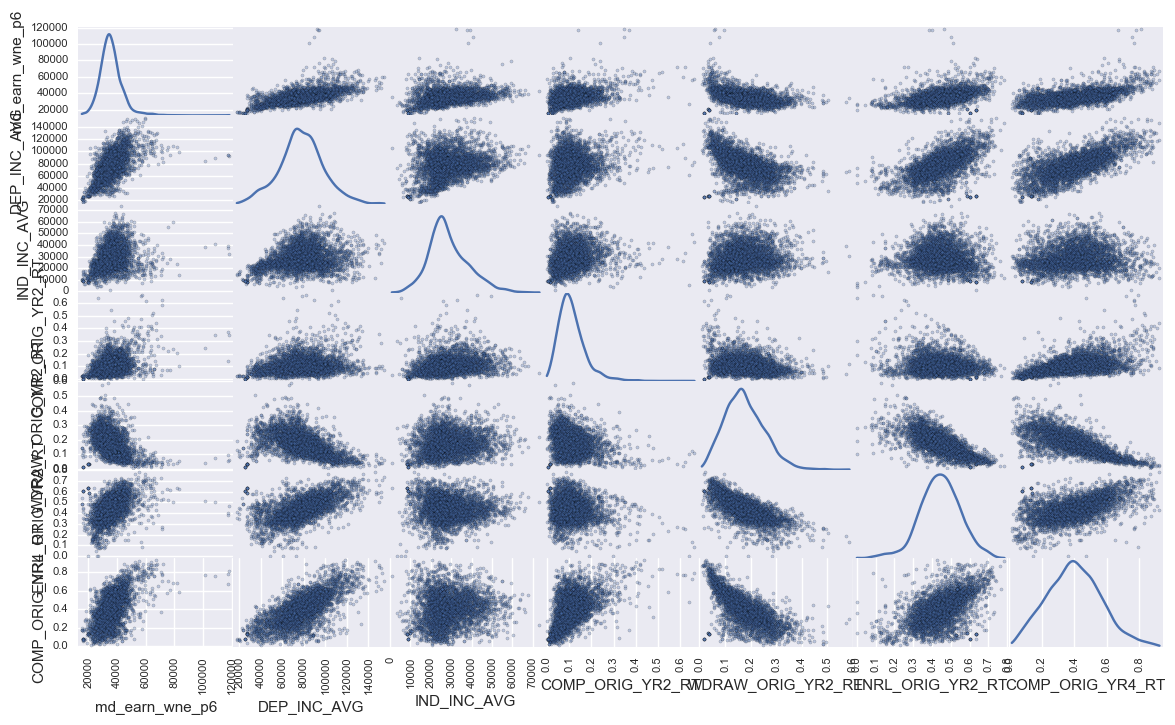 md_earn_wne_p6
120000
100000
80000
60000
40000
20000
DEP_INC_AVG
140000
120000
100000
80000
60000
40000
20000
IND_INC_AVG
70000
60000
50000
40000
30000
20000
10000
0
0.6
0.5
0.4
0.3
0.2
0.1
0.0
0.5
0.4
0.3
0.2
0.1
0.0
0.7
0.6
0.5
0.4
0.3
0.2
0.1
0.0
0.8
0.6
0.4
0.2
0.0
20000 40000 60000 80000 100000 120000
20000 40000 60000 80000 100000 120000 140000
0 10000 20000 30000 40000 50000 60000 70000
0.0 0.1 0.2 0.3 0.4 0.5 0.6
0.0 0.1 0.2 0.3 0.4 0.5 0.6
0.0 0.1 0.2 0.3 0.4 0.5 0.6 0.7 0.8
0.0 0.2 0.4 0.6 0.8
md_earn_wne_p6
DEP_INC_AVG
IND_INC_AVG
COMP_ORIG_YR2_RT
WDRAW_ORIG_YR2_RT
ENRL_ORIG_YR2_RT
COMP_ORIG_YR4_RT